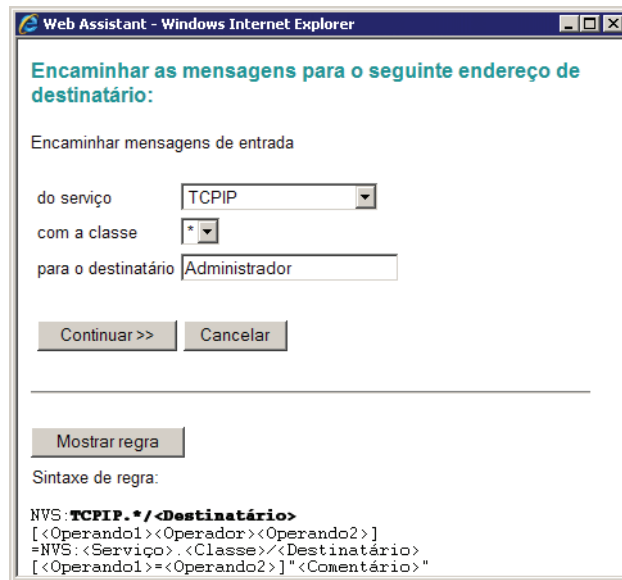 Web Assistant - Windows Internet Explorer
Encaminhar as mensagens para o seguinte endereço de
destinatário:
Encaminhar mensagens de entrada
do serviço TCPIP
com a classe *
para o destinatário Administrador
Continuar >> Cancelar
Mostrar regra
Sintaxe de regra:
NVS:TCPIP.*/<Destinatário>
[<Operando1><Operador><Operando2>]
=NVS:<Serviço>.<Classe>/<Destinatário>
[<Operando1>=<Operando2>]"<Comentário>"